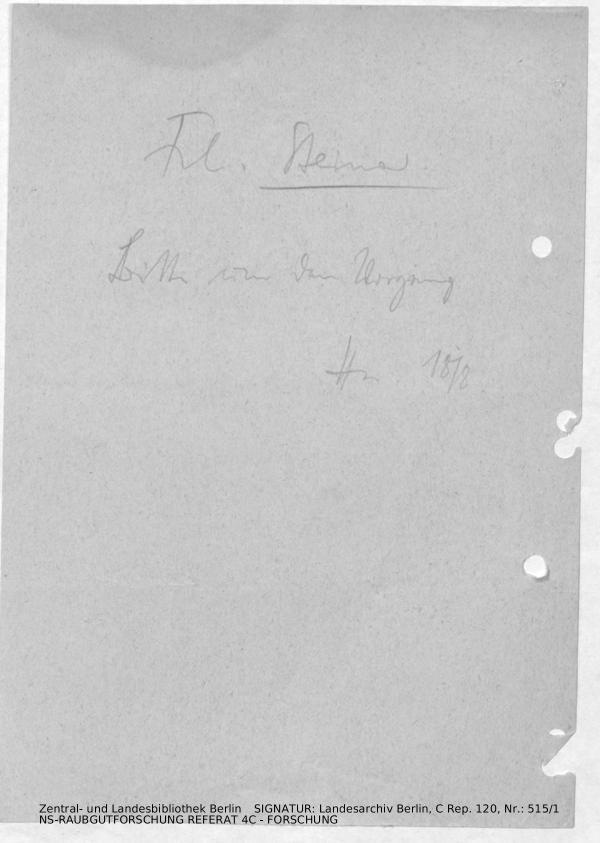 Frl. Steiner
Bitte um den Vorgang
18/8
Zentral- und Landesbibliothek Berlin SIGNATUR: Landesarchiv Berlin, C Rep. 120, Nr.: 515/1
NS-RAUBGUTFORSCHUNG REFERAT 4C - FORSCHUNG